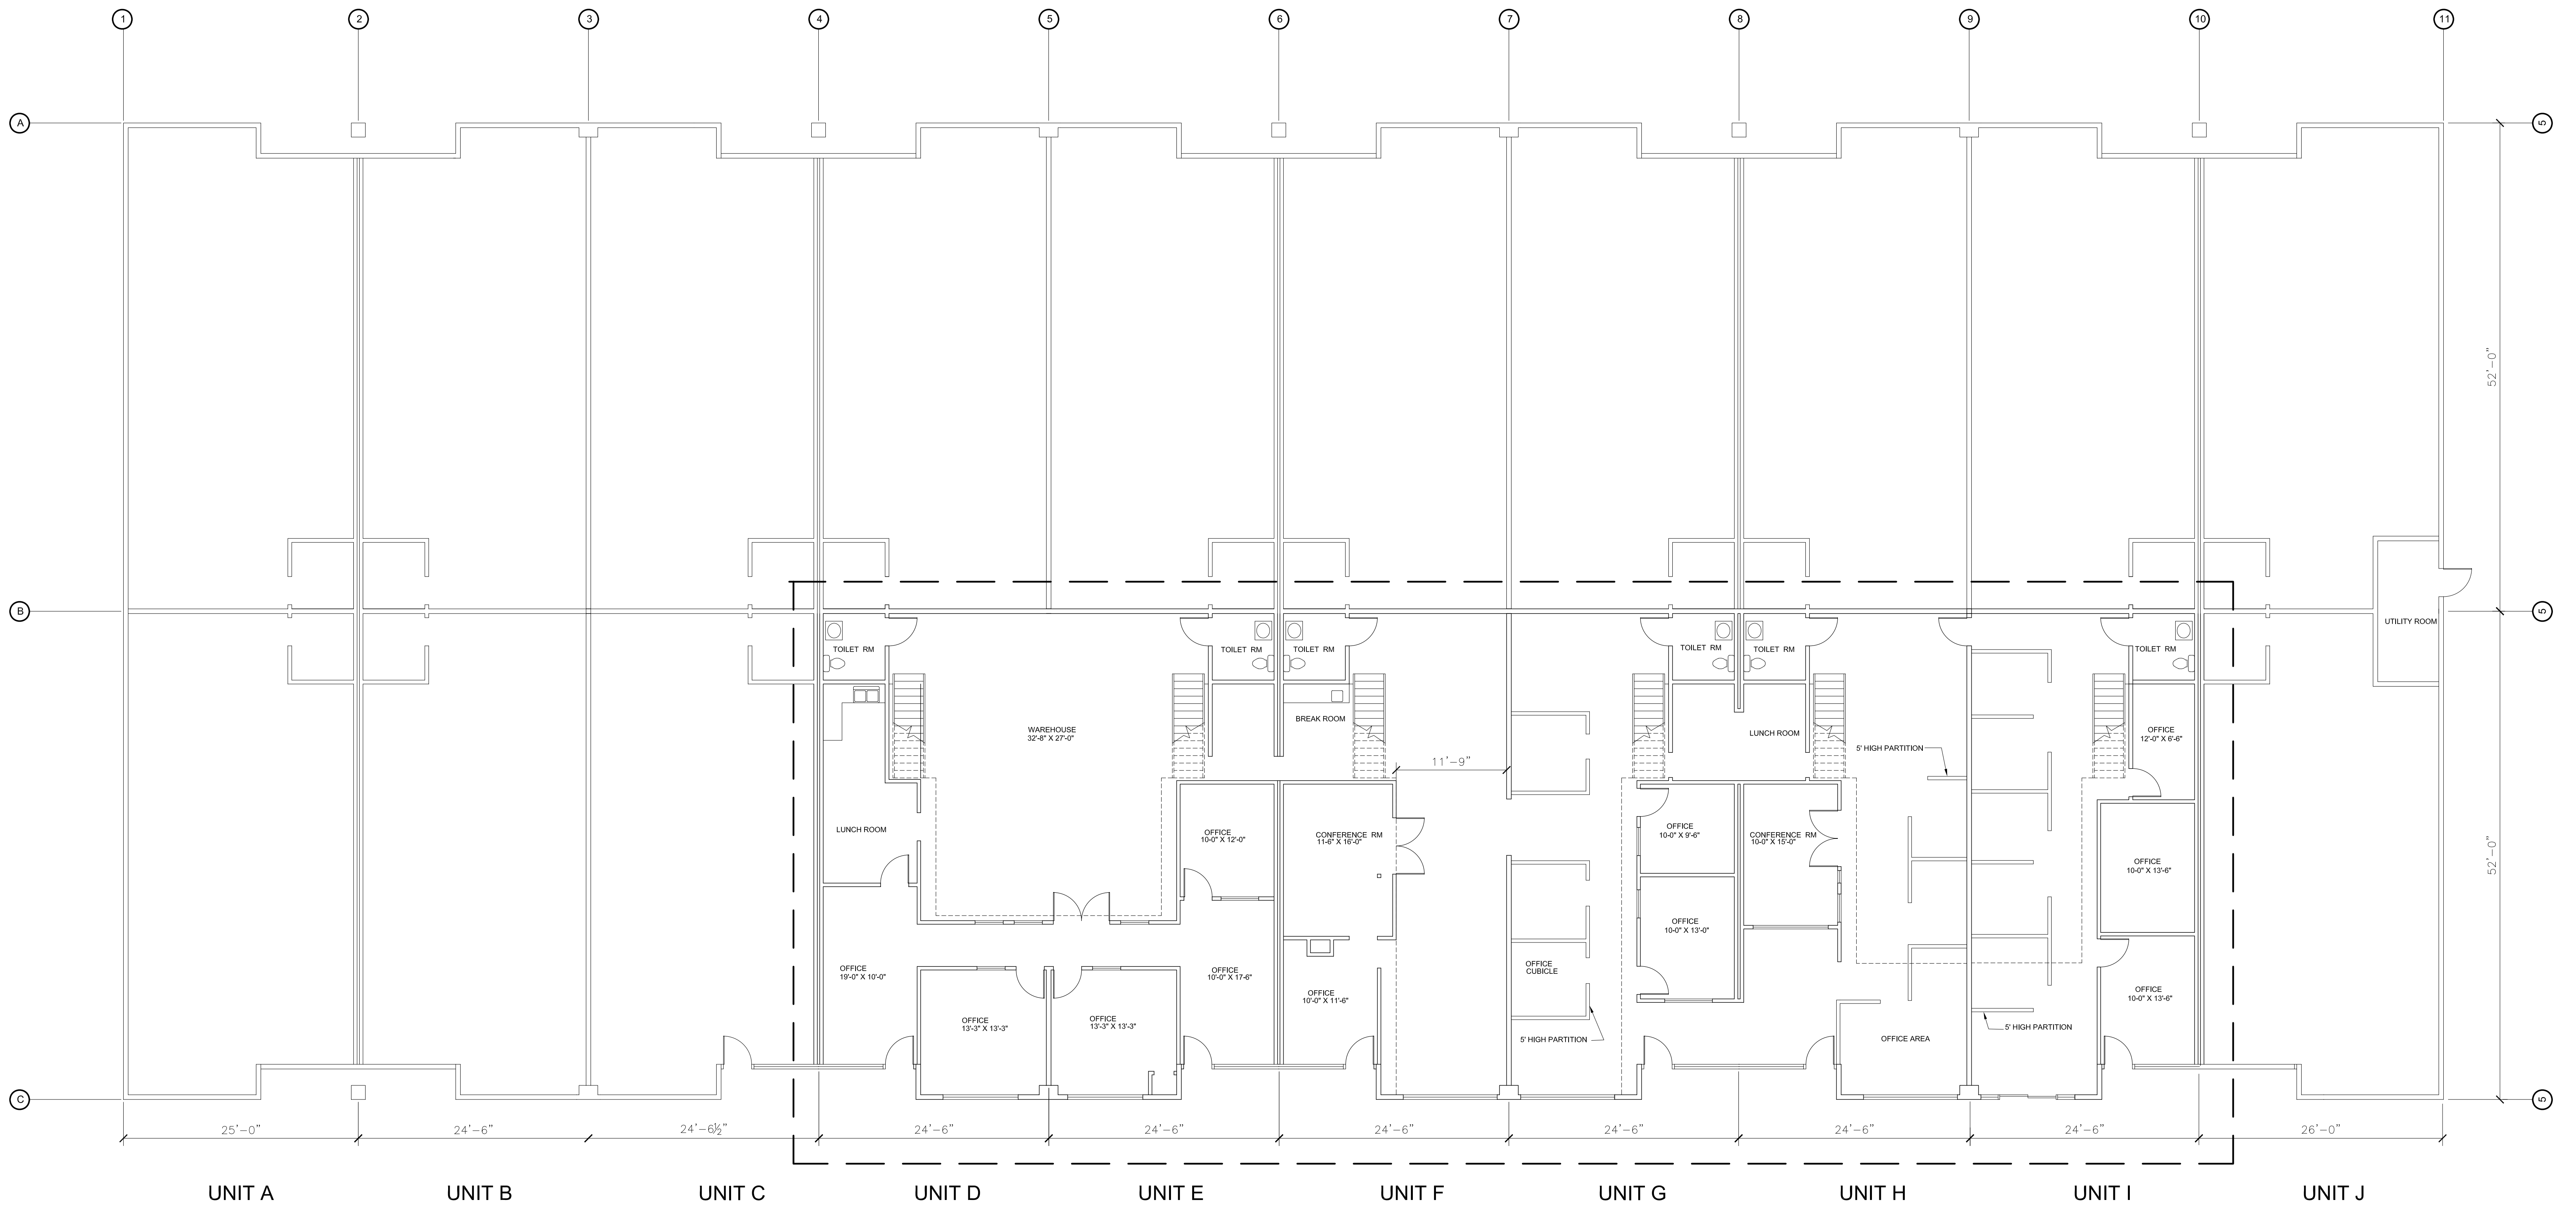 1 2 3 4 5 6 7 8 9 10 11
A 5
52'-0"
B 5
UTILITY ROOM
TOILET RM
TOILET RM
TOILET RM
TOILET RM
TOILET RM
TOILET RM
WAREHOUSE
32'-8" X 27'-0"
BREAK ROOM
LUNCH ROOM
OFFICE
12'-0" X 6'-6"
5' HIGH PARTITION
11'-9"
LUNCH ROOM
OFFICE
10-0" X 12'-0"
CONFERENCE RM
11-6" X 16'-0"
OFFICE
10-0" X 9'-6"
CONFERENCE RM
10-0" X 15'-0"
OFFICE
10-0" X 13'-6"
52'-0"
OFFICE
10-0" X 13'-0"
OFFICE
19'-0" X 10'-0"
OFFICE
10'-0" X 17'-6"
OFFICE
CUBICLE
OFFICE
10'-0" X 11'-6"
OFFICE
10-0" X 13'-6"
OFFICE
13'-3" X 13'-3"
OFFICE
13'-3" X 13'-3"
5' HIGH PARTITION
5' HIGH PARTITION
OFFICE AREA
C 5
25'-0" 24'-6" 24'-6½" 24'-6" 24'-6" 24'-6" 24'-6" 24'-6" 24'-6" 26'-0"
UNIT A UNIT B UNIT C UNIT D UNIT E UNIT F UNIT G UNIT H UNIT I UNIT J